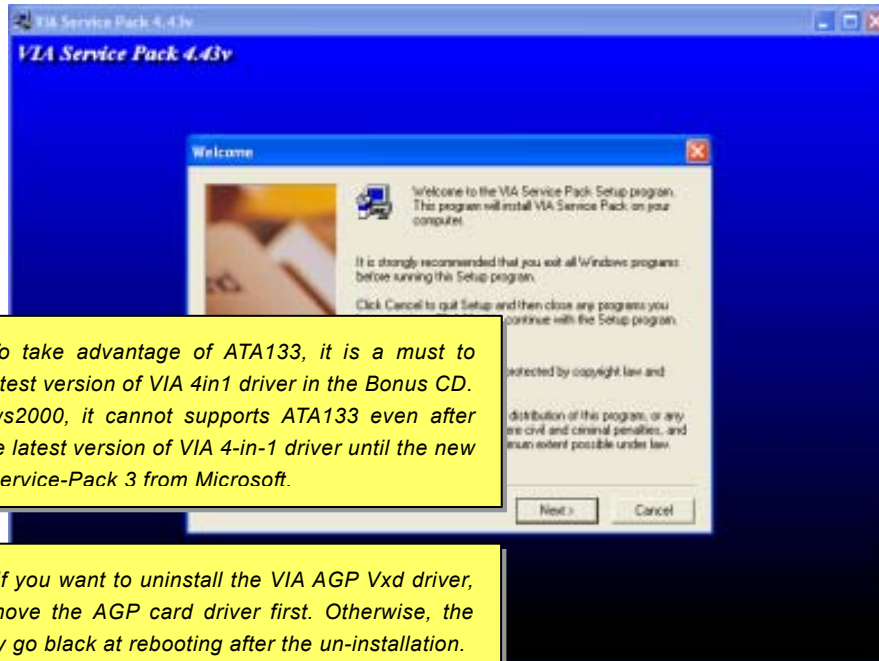 VIA Service Pack 4.43v
VIA Service Pack 4.43v
Welcome
Welcome to the VIA Service Pack Setup program.
This program will install VIA Service Pack on your
computer.
It is strongly recommended that you exit all Windows programs
before running this Setup program.
Click Cancel to quit Setup and then close any programs you
continue with the Setup program.
protected by copyright law and
distribution of this program, or any
civil and criminal penalties, and
extent possible under law.
Next >
Cancel
take advantage of ATA133, it is a must to
test version of VIA 4in1 driver in the Bonus CD.
s2000, it cannot supports ATA133 even after
latest version of VIA 4-in-1 driver until the new
ervice-Pack 3 from Microsoft.
f you want to uninstall the VIA AGP Vxd driver,
move the AGP card driver first. Otherwise, the
y go black at rebooting after the un-installation.